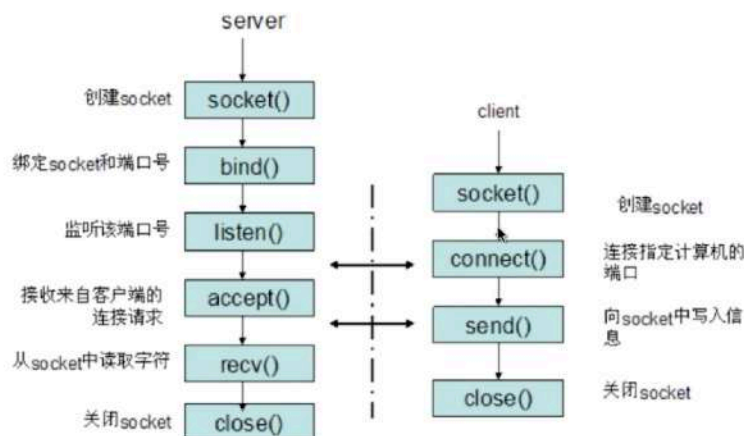 server
创建socket
socket()
绑定socket和端口号
bind()
监听该端口号
listen()
接收来自客户端的
连接请求
accept()
从socket中读取字符
recv()
关闭socket
close()
client
socket()
创建socket
connect()
连接指定计算机的
端口
send()
向socket中写入信
息
close()
关闭socket